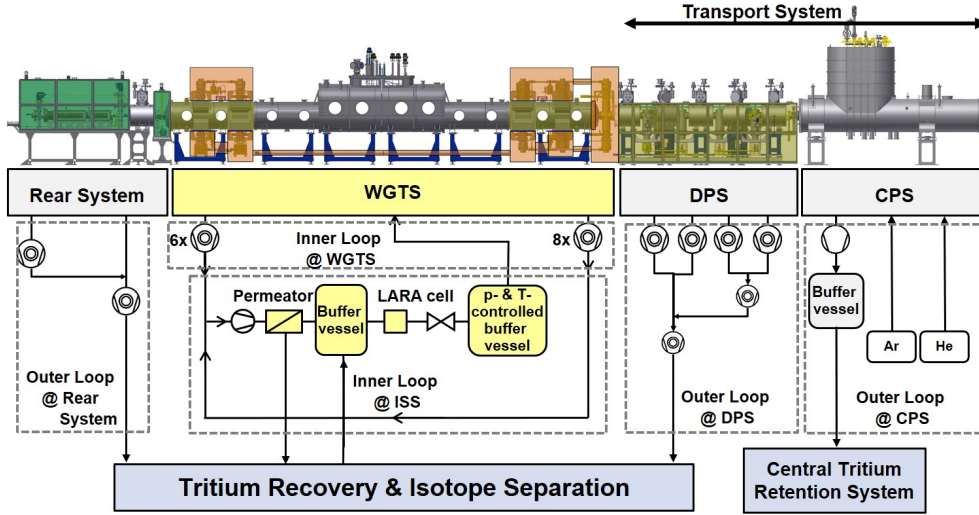 Transport System
Rear System
WGTS
DPS
CPS
6x
Inner Loop
@ WGTS
8x
Permeator
Buffer
vessel
LARA cell
p- & T-
controlled
buffer
vessel
Inner Loop
@ ISS
Outer Loop
@ Rear
System
Outer Loop
@ DPS
Buffer
vessel
Ar
He
Outer Loop
@ CPS
Tritium Recovery & Isotope Separation
Central Tritium
Retention System